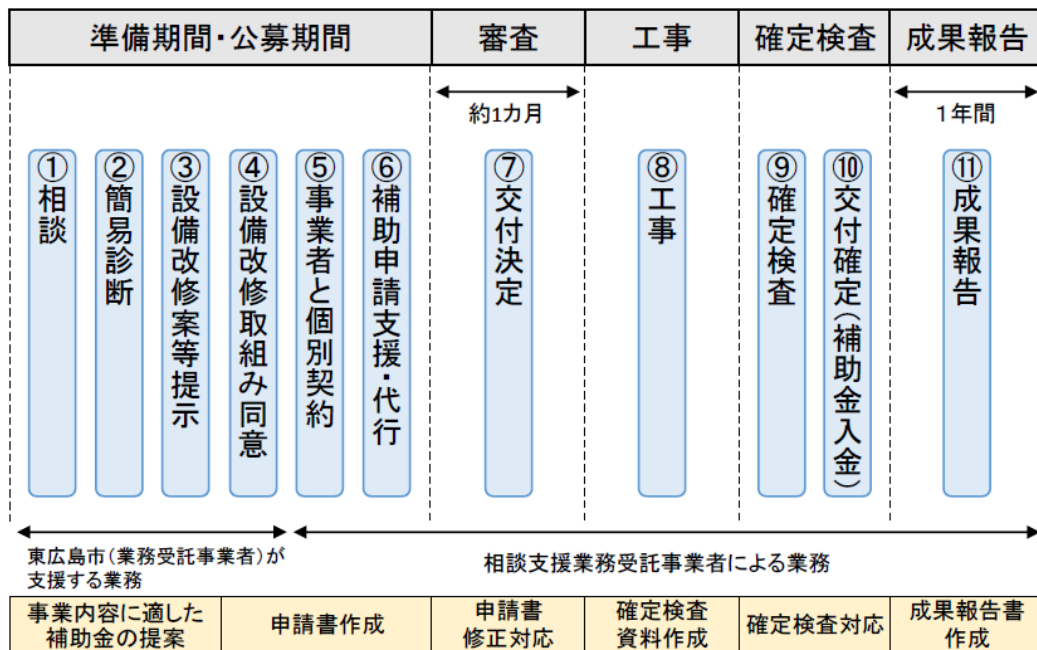 準備期間・公募期間
審査
工事
確定検査
成果報告
約1カ月
1年間
①相談
②簡易診断
③設備改修案等提示
④設備改修取組み同意
⑤事業者と個別契約
⑥補助申請支援・代行
⑦交付決定
⑧工事
⑨確定検査
⑩交付確定(補助金入金)
⑪成果報告
東広島市(業務受託事業者)が
支援する業務
相談支援業務受託事業者による業務
事業内容に適した
補助金の提案
申請書作成
申請書
修正対応
確定検査
資料作成
確定検査対応
成果報告書
作成